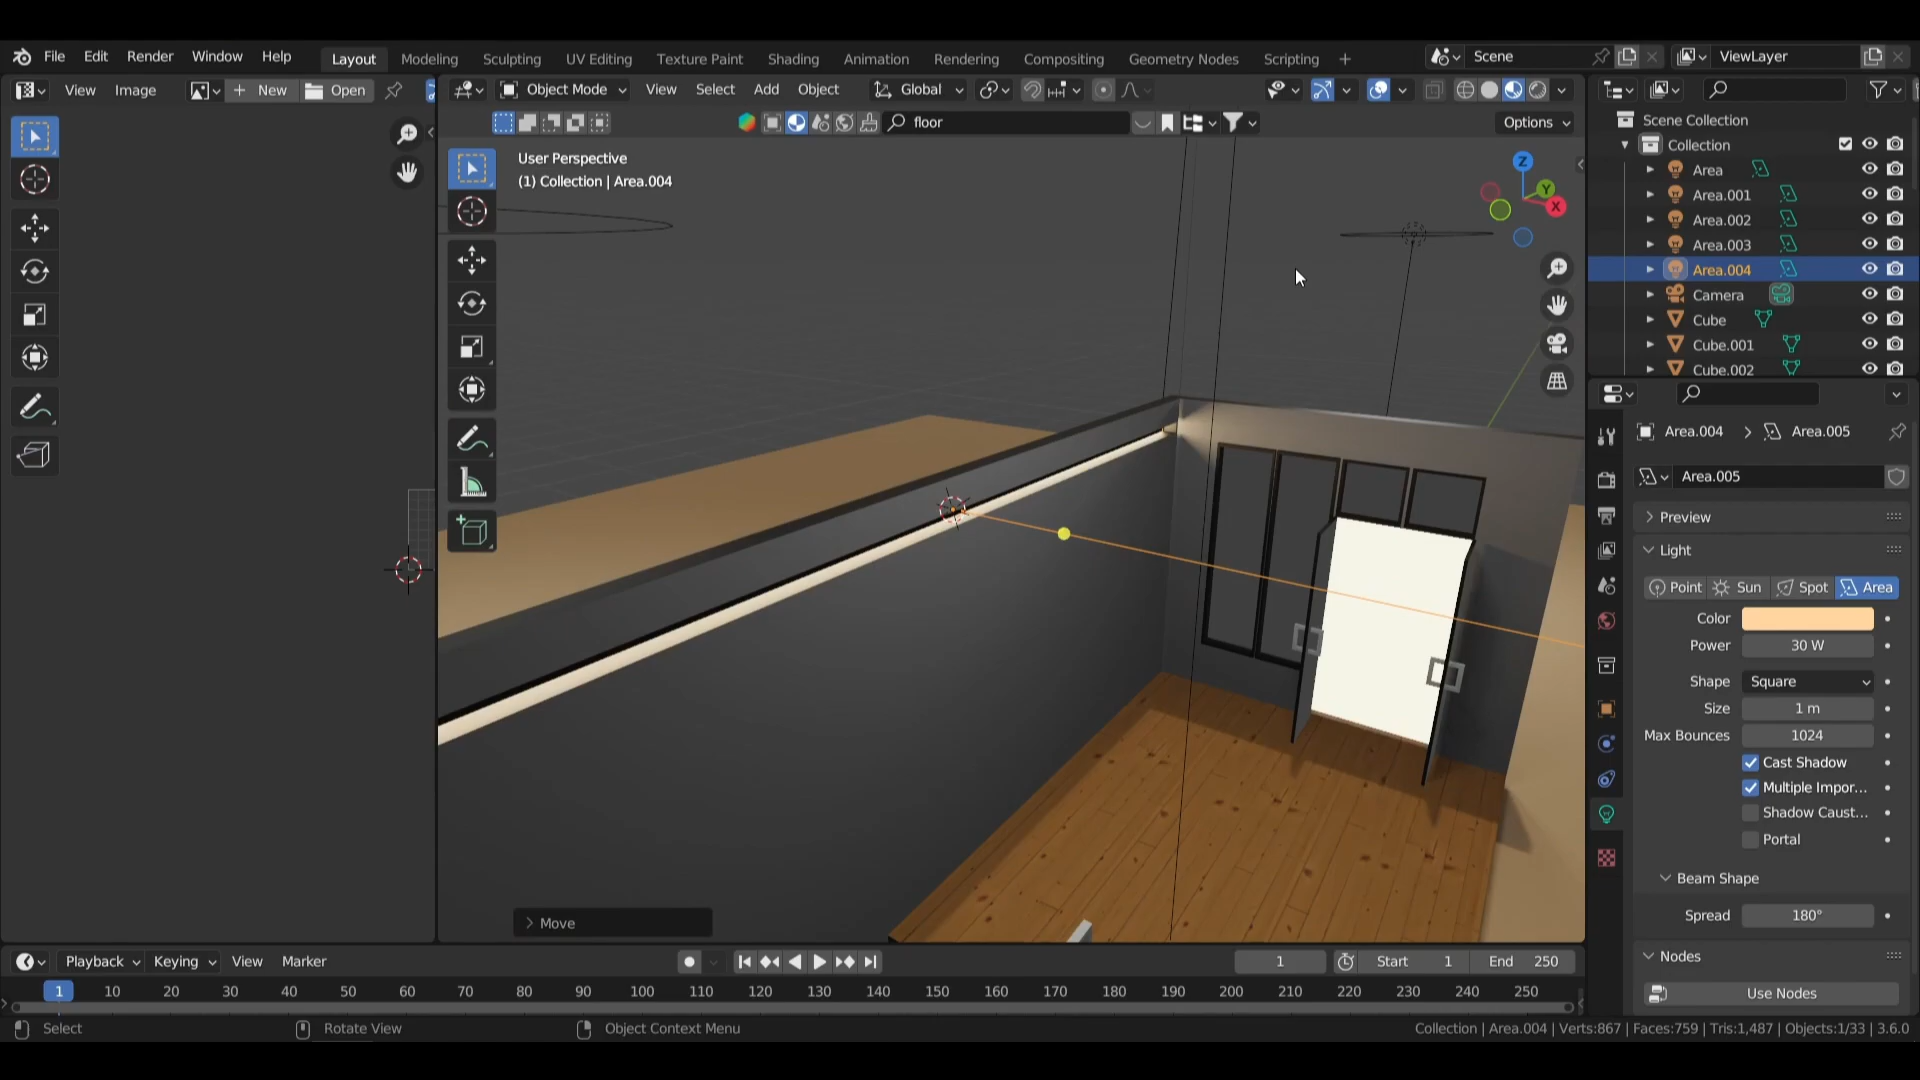 File Edit Render Window Help Layout Modeling Sculpting UV Editing Texture Paint Shading Animation Rendering Compositing Geometry Nodes Scripting + Scene ViewLayer
View Image New Open Object Mode View Select Add Object Global
floor Options
User Perspective
(1) Collection | Area.004
Z
Y
X
Scene Collection
Collection
Area
Area.001
Area.002
Area.003
Area.004
Camera
Cube
Cube.001
Cube.002
Area.004 Area.005
Area.005
Preview
Light
Point Sun Spot Area
Color
Power 30 W
Shape Square
Size 1 m
Max Bounces 1024
Cast Shadow
Multiple Impor...
Shadow Caust...
Portal
Beam Shape
Spread 180°
Nodes
Use Nodes
Move
Playback Keying View Marker 1 Start 1 End 250
1 10 20 30 40 50 60 70 80 90 100 110 120 130 140 150 160 170 180 190 200 210 220 230 240 250
Select Rotate View Object Context Menu Collection | Area.004 | Verts:867 | Faces:759 | Tris:1,487 | Objects:1/33 | 3.6.0